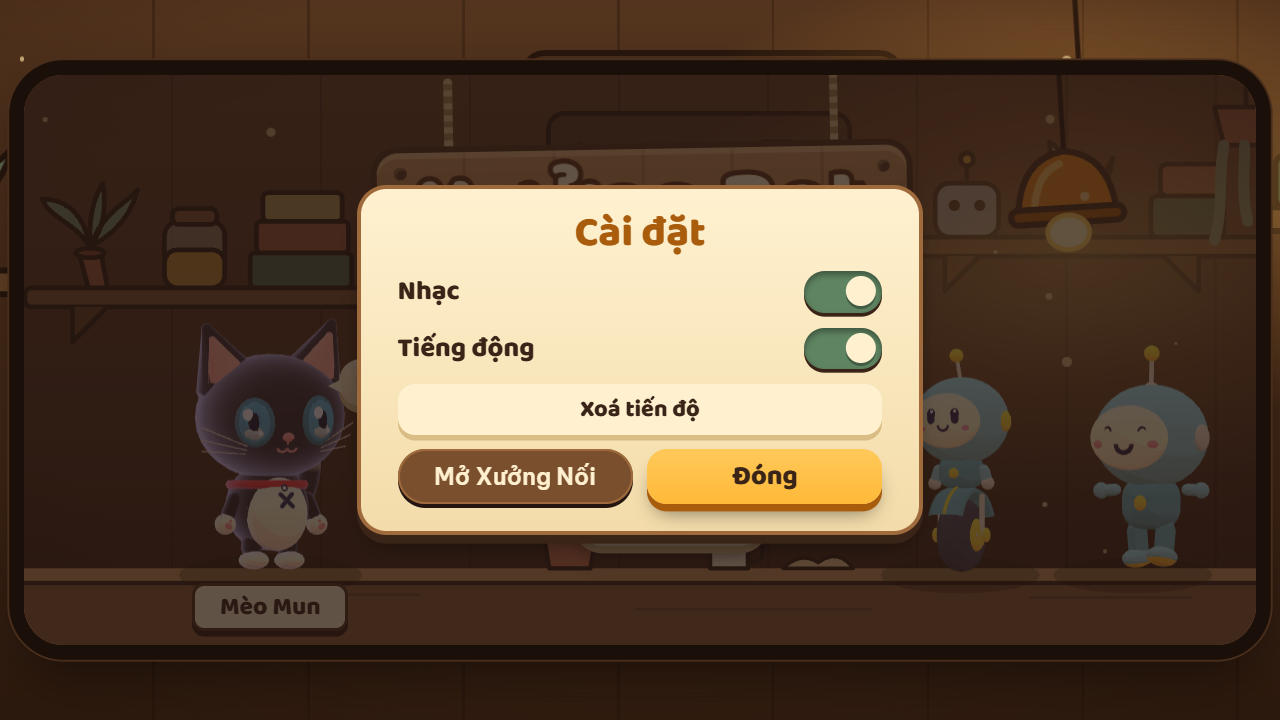 Cài đặt
Nhạc
Tiếng động
Xoá tiến độ
Mở Xưởng Nối
Đóng
Mèo Mun